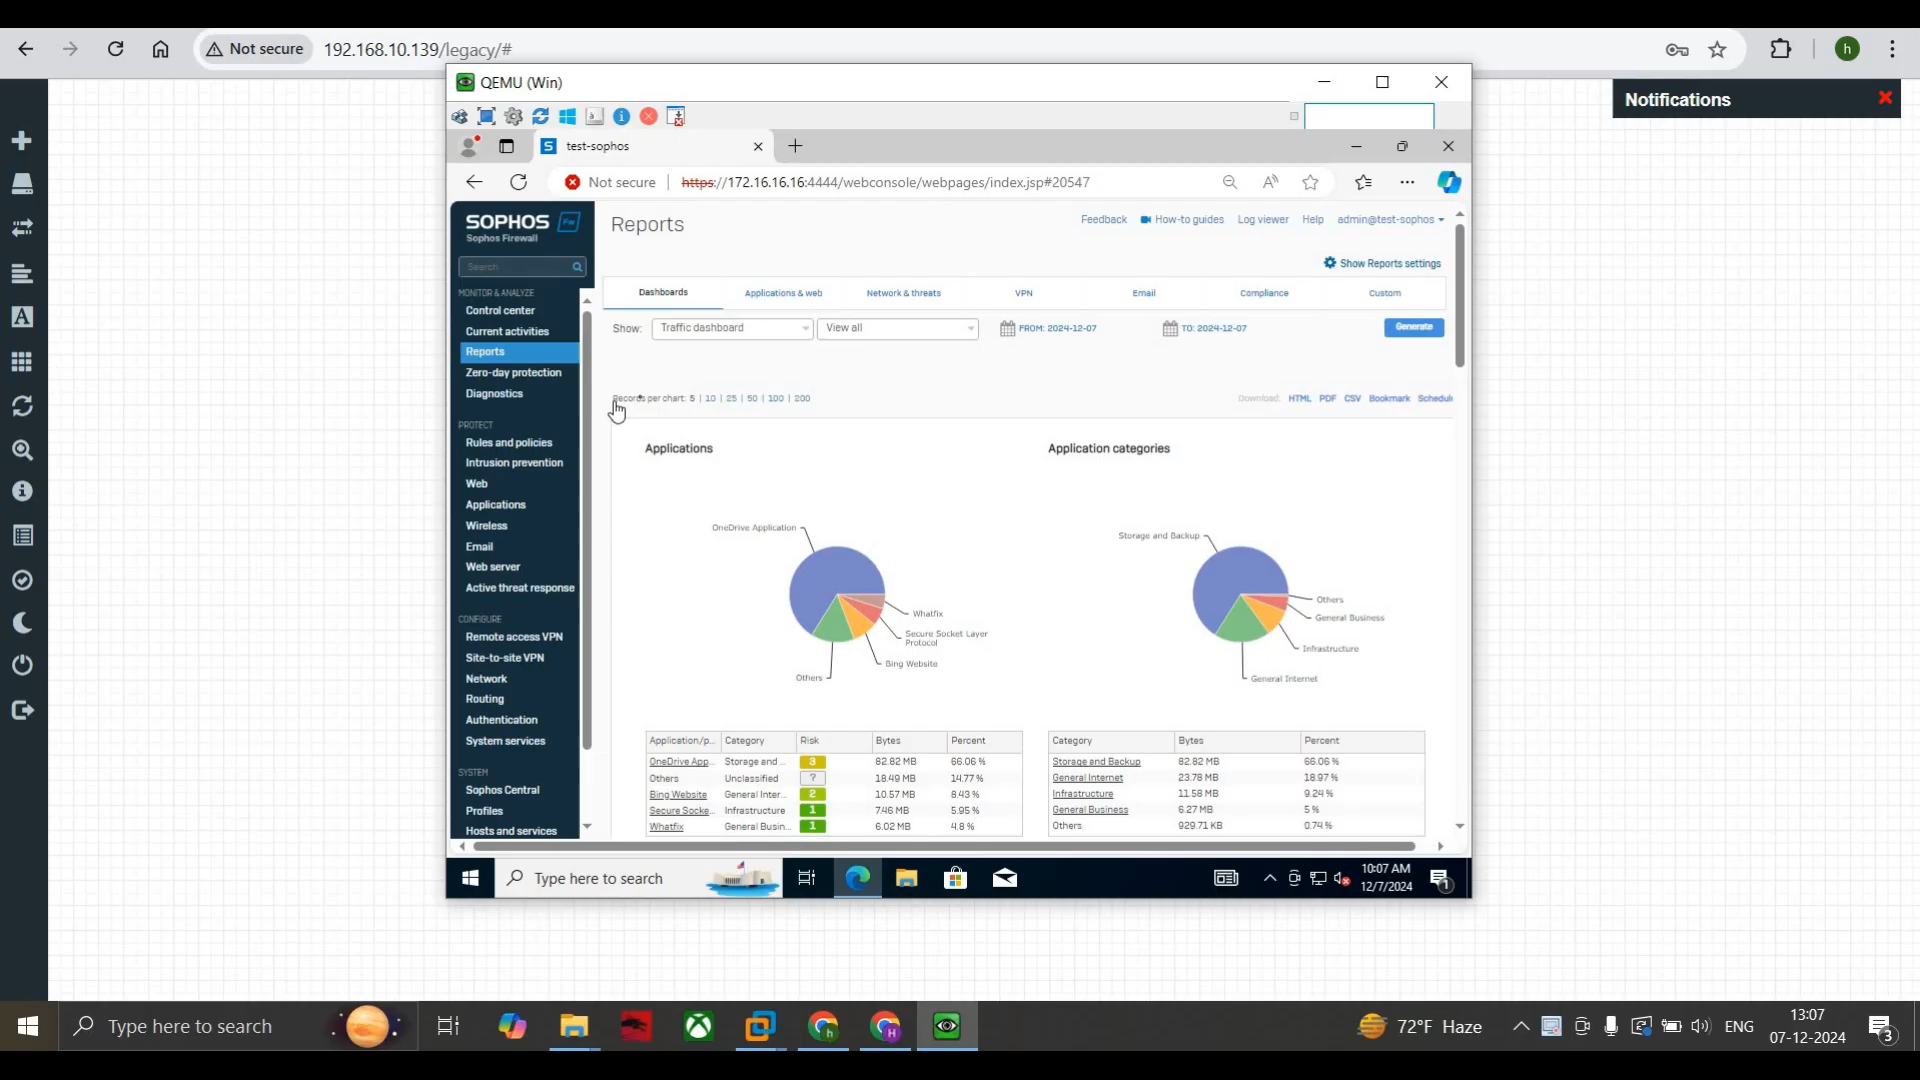 Not secure 192.168.10.139/legacy/#
h
QEMU (Win)
Notifications
test-sophos
Not secure https://172.16.16.16:4444/webconsole/webpages/index.jsp#20547
SOPHOS Fw
Sophos Firewall
Search
MONITOR & ANALYZE
Control center
Current activities
Reports
Zero-day protection
Diagnostics
PROTECT
Rules and policies
Intrusion prevention
Web
Applications
Wireless
Email
Web server
Active threat response
CONFIGURE
Remote access VPN
Site-to-site VPN
Network
Routing
Authentication
System services
SYSTEM
Sophos Central
Profiles
Hosts and services
Reports
Feedback How-to guides Log viewer Help admin@test-sophos
Show Reports settings
Dashboards Applications & web Network & threats VPN Email Compliance Custom
Show: Traffic dashboard View all FROM: 2024-12-07 TO: 2024-12-07 Generate
Records per chart: 5 | 10 | 25 | 50 | 100 | 200 Download: HTML PDF CSV Bookmark Schedul
Applications
OneDrive Application
Whatfix
Secure Socket Layer
Protocol
Bing Website
Others
Application categories
Storage and Backup
Others
General Business
Infrastructure
General Internet
Application/p... Category Risk Bytes Percent
OneDrive App... Storage and ... 3 82.82 MB 66.06 %
Others Unclassified ? 18.49 MB 14.77 %
Bing Website General Inter... 2 10.57 MB 8.43 %
Secure Socke... Infrastructure 1 7.46 MB 5.95 %
Whatfix General Busin... 1 6.02 MB 4.8 %
Category Bytes Percent
Storage and Backup 82.82 MB 66.06 %
General Internet 23.78 MB 18.97 %
Infrastructure 11.58 MB 9.24 %
General Business 6.27 MB 5 %
Others 929.71 KB 0.74 %
Type here to search
10:07 AM
12/7/2024
1
Type here to search
h
H
72°F Haze
ENG
13:07
07-12-2024
3